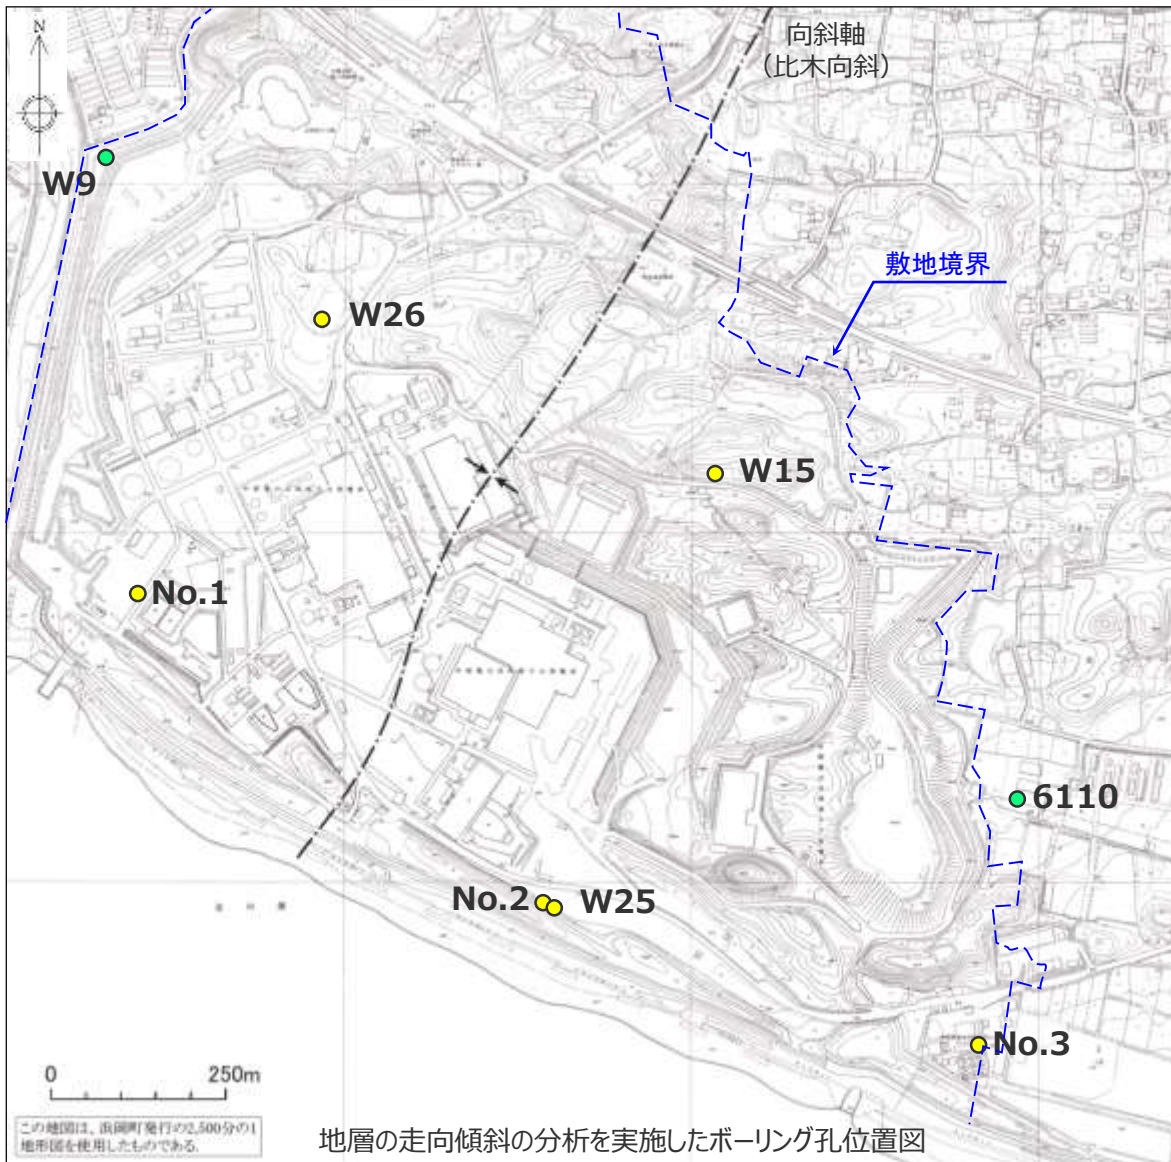 N
向斜軸
(比木向斜)
W9
敷地境界
W26
W15
No.1
6110
No.2
W25
No.3
0 250m
この地図は、浜岡町発行の2,500分の1
地形図を使用したものである。
地層の走向傾斜の分析を実施したボーリング孔位置図